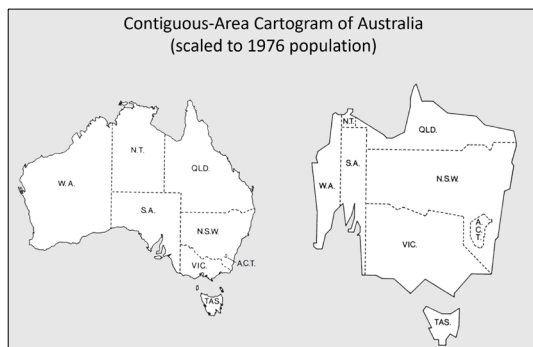 Contiguous-Area Cartogram of Australia
(scaled to 1976 population)
N.T.
QLD.
W.A.
S.A.
N.S.W.
VIC.
A.C.T.
TAS.
N.T.
QLD.
S.A.
W.A.
N.S.W.
A.
C.
T.
VIC.
TAS.